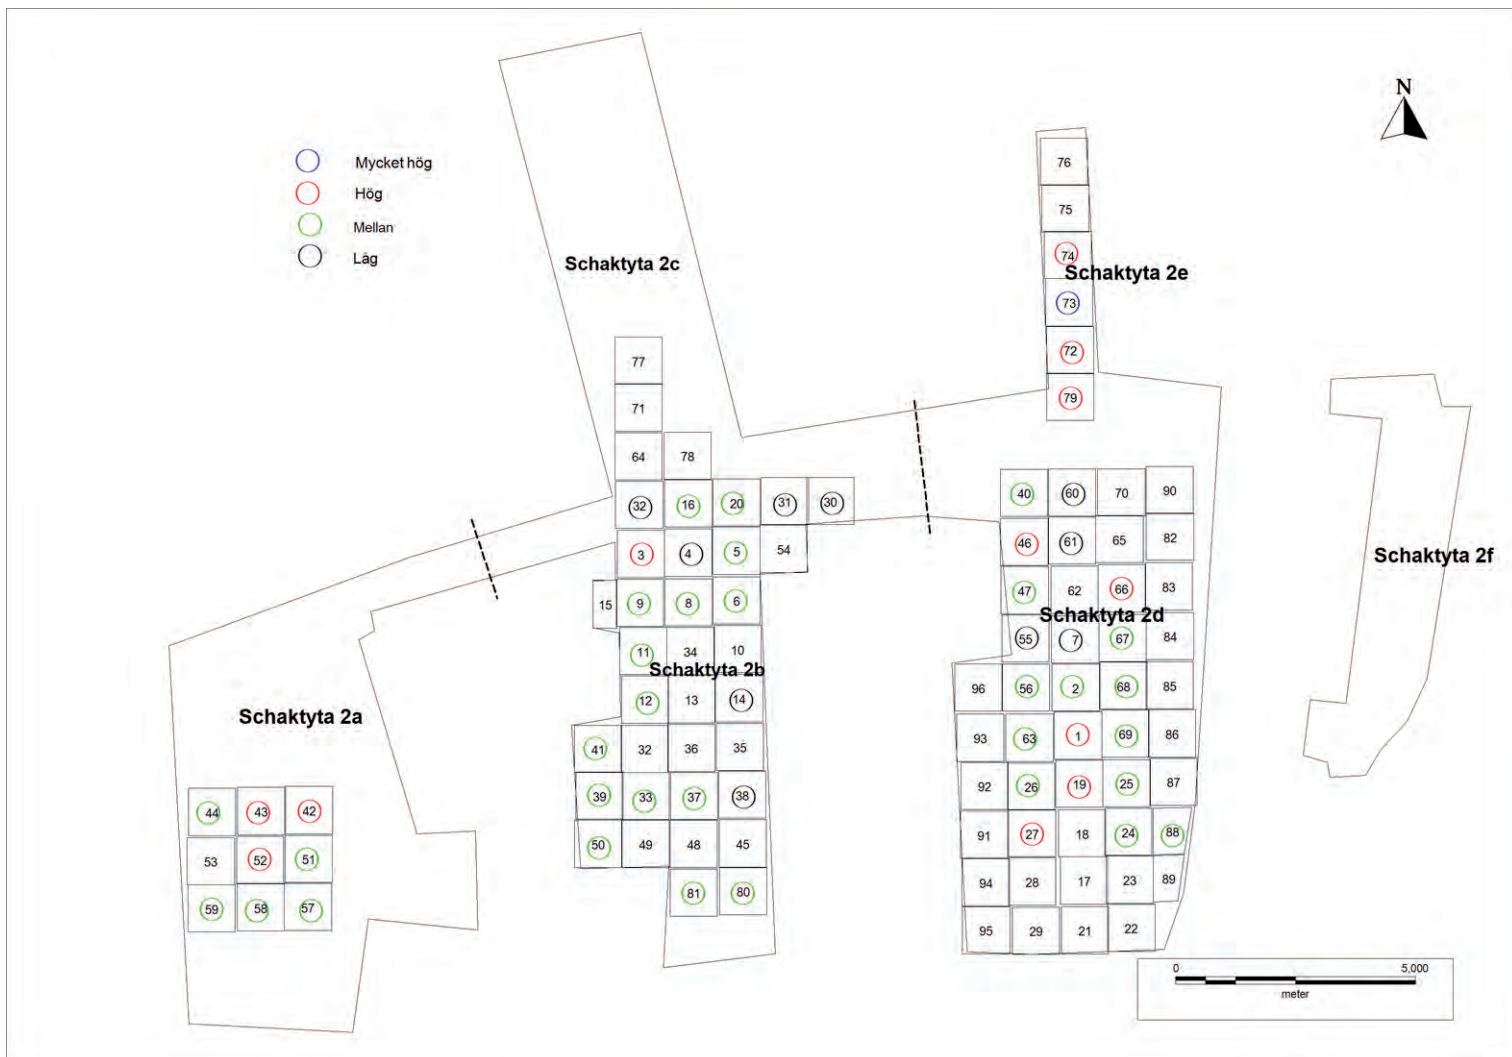 N
Mycket hög
Hög
Mellan
Låg
Schaktyta 2c
Schaktyta 2e
Schaktyta 2f
Schaktyta 2d
Schaktyta 2b
Schaktyta 2a
76
75
74
73
72
79
77
71
64 78
32 16 20 31 30
3 4 5 54
15 9 8 6
11 34 10
12 13 14
41 32 36 35
39 33 37 38
50 49 48 45
81 80
40 60 70 90
46 61 65 82
47 62 66 83
55 7 67 84
96 56 2 68 85
93 63 1 69 86
92 26 19 25 87
91 27 18 24 88
94 28 17 23 89
95 29 21 22
44 43 42
53 52 51
59 58 57
0 5,000
meter